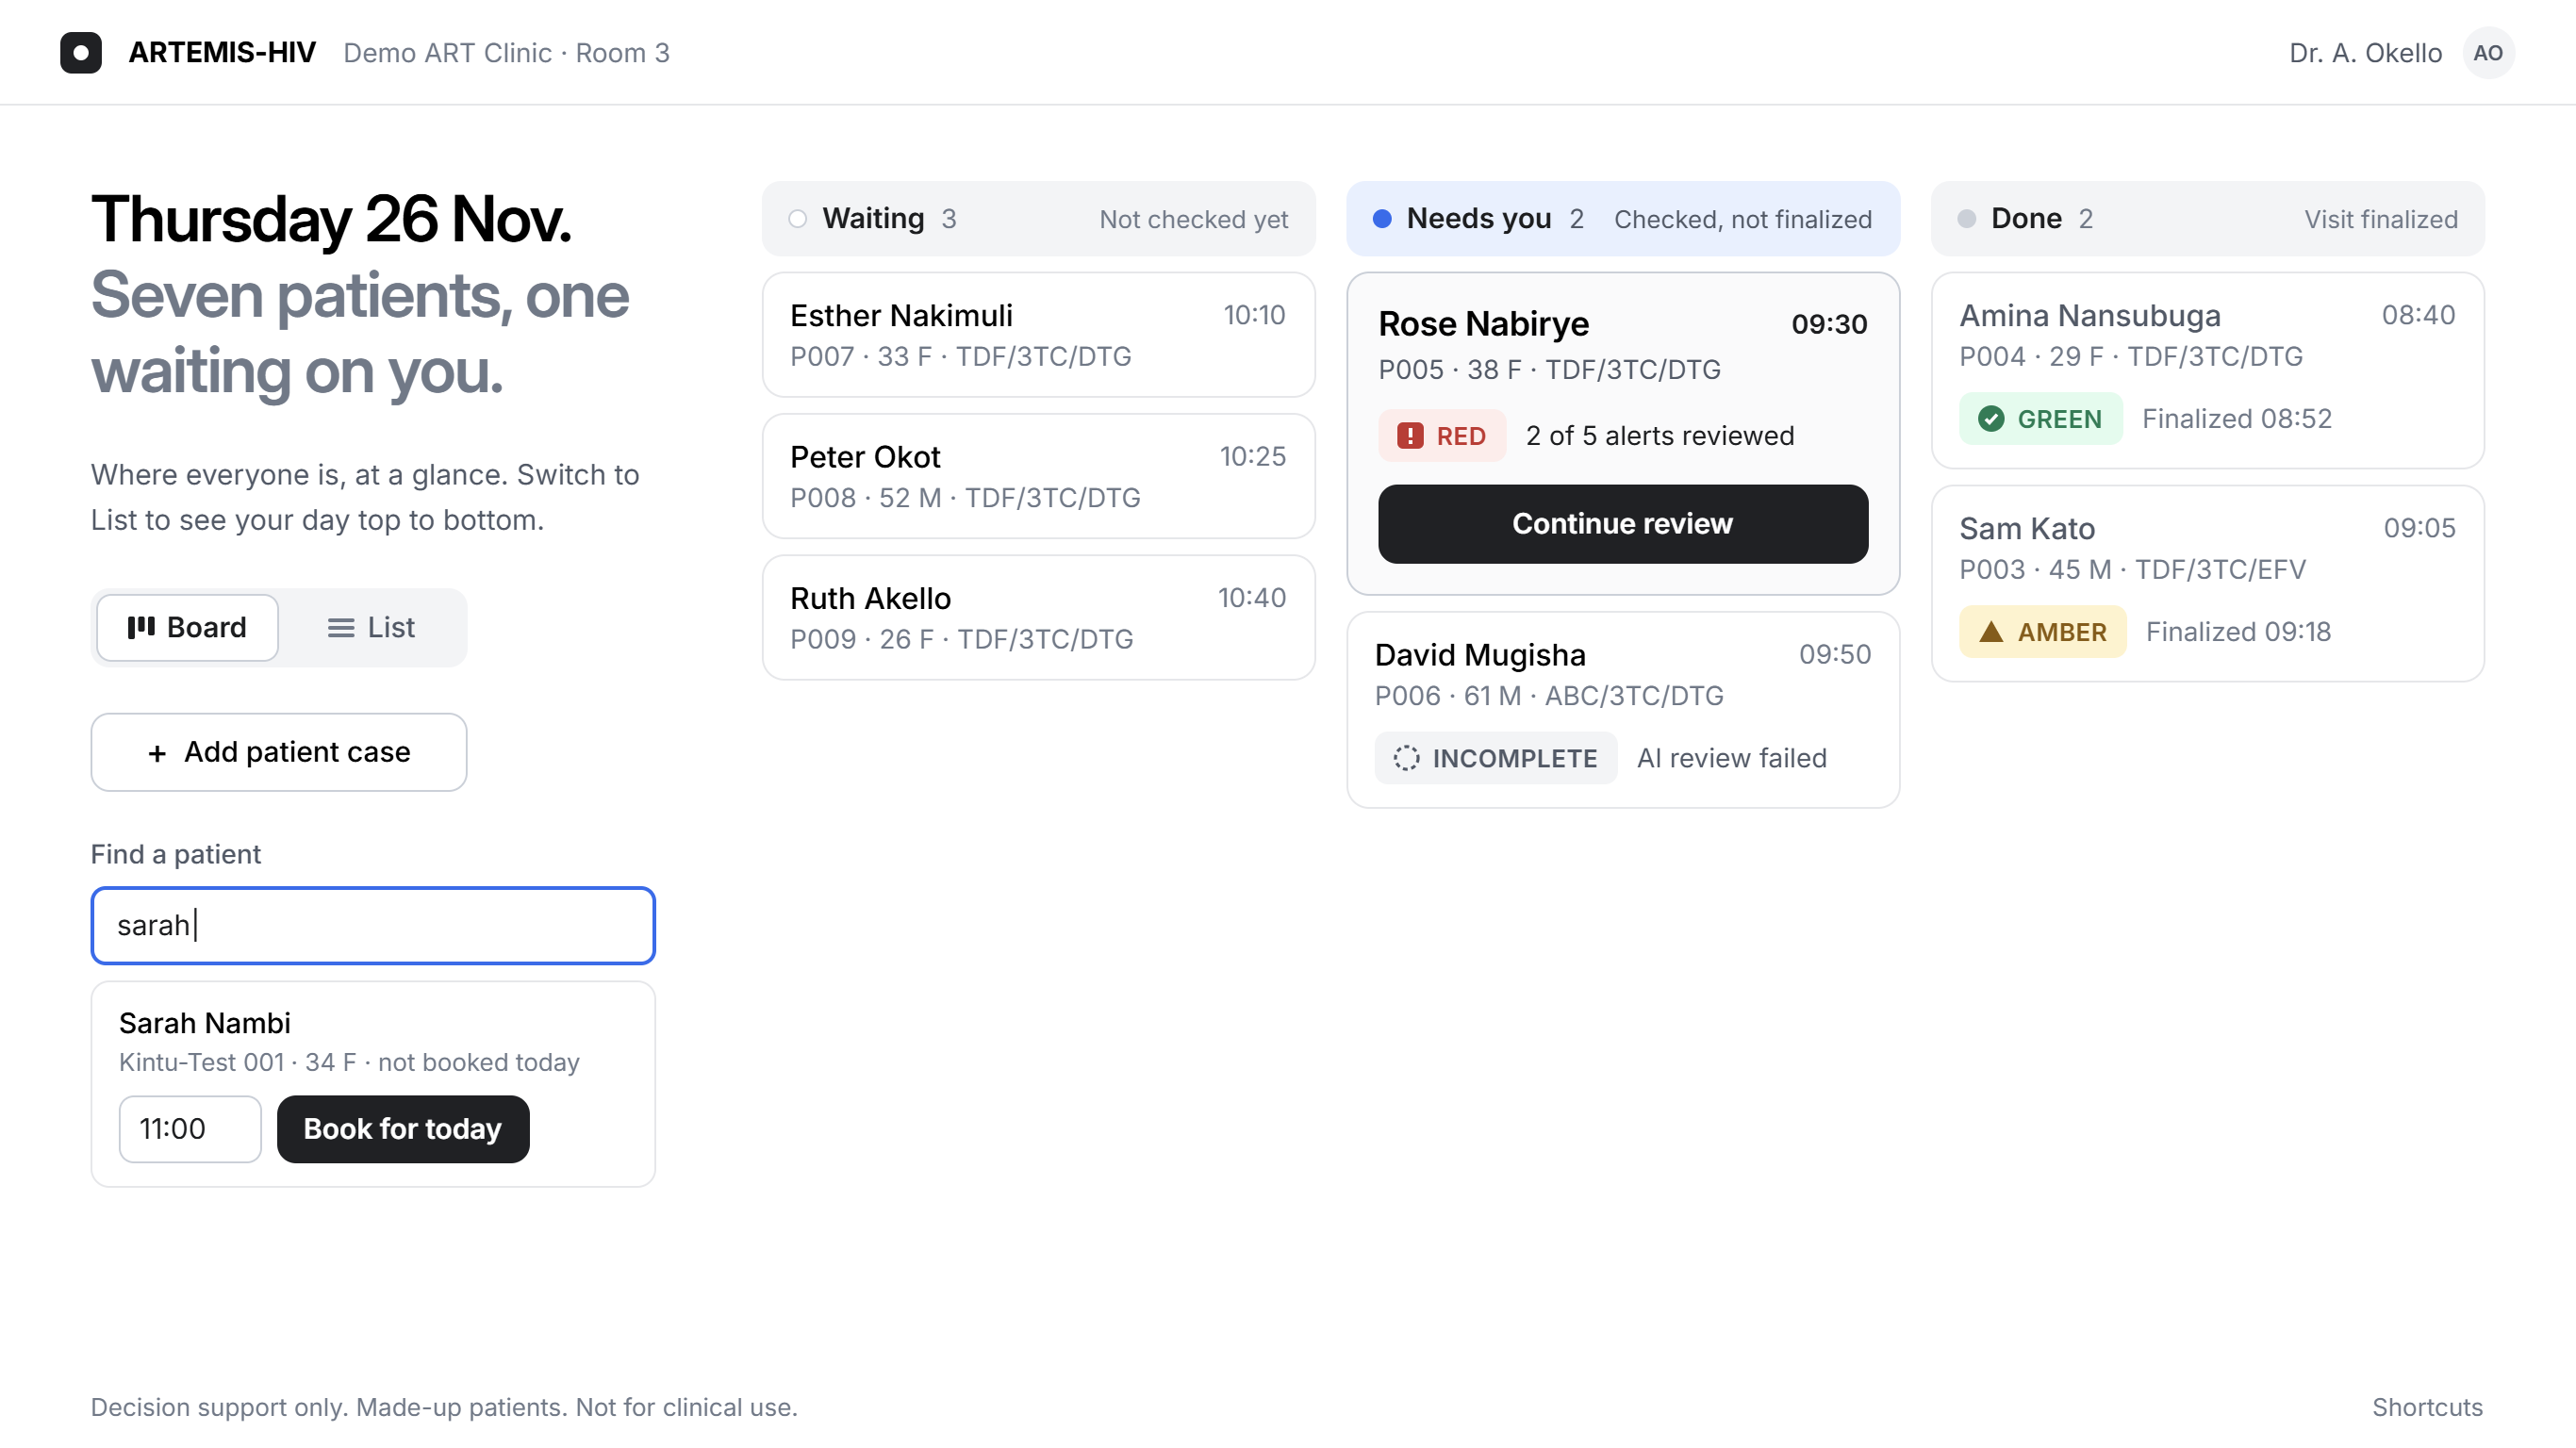 ARTEMIS-HIV Demo ART Clinic · Room 3
Dr. A. Okello AO
Thursday 26 Nov.
Seven patients, one
waiting on you.
Where everyone is, at a glance. Switch to
List to see your day top to bottom.
Board List
+ Add patient case
Find a patient
sarah
Sarah Nambi
Kintu-Test 001 · 34 F · not booked today
11:00 Book for today
Waiting 3 Not checked yet
Esther Nakimuli 10:10
P007 · 33 F · TDF/3TC/DTG
Peter Okot 10:25
P008 · 52 M · TDF/3TC/DTG
Ruth Akello 10:40
P009 · 26 F · TDF/3TC/DTG
Needs you 2 Checked, not finalized
Rose Nabirye 09:30
P005 · 38 F · TDF/3TC/DTG
RED 2 of 5 alerts reviewed
Continue review
David Mugisha 09:50
P006 · 61 M · ABC/3TC/DTG
INCOMPLETE AI review failed
Done 2 Visit finalized
Amina Nansubuga 08:40
P004 · 29 F · TDF/3TC/DTG
GREEN Finalized 08:52
Sam Kato 09:05
P003 · 45 M · TDF/3TC/EFV
AMBER Finalized 09:18
Decision support only. Made-up patients. Not for clinical use.
Shortcuts